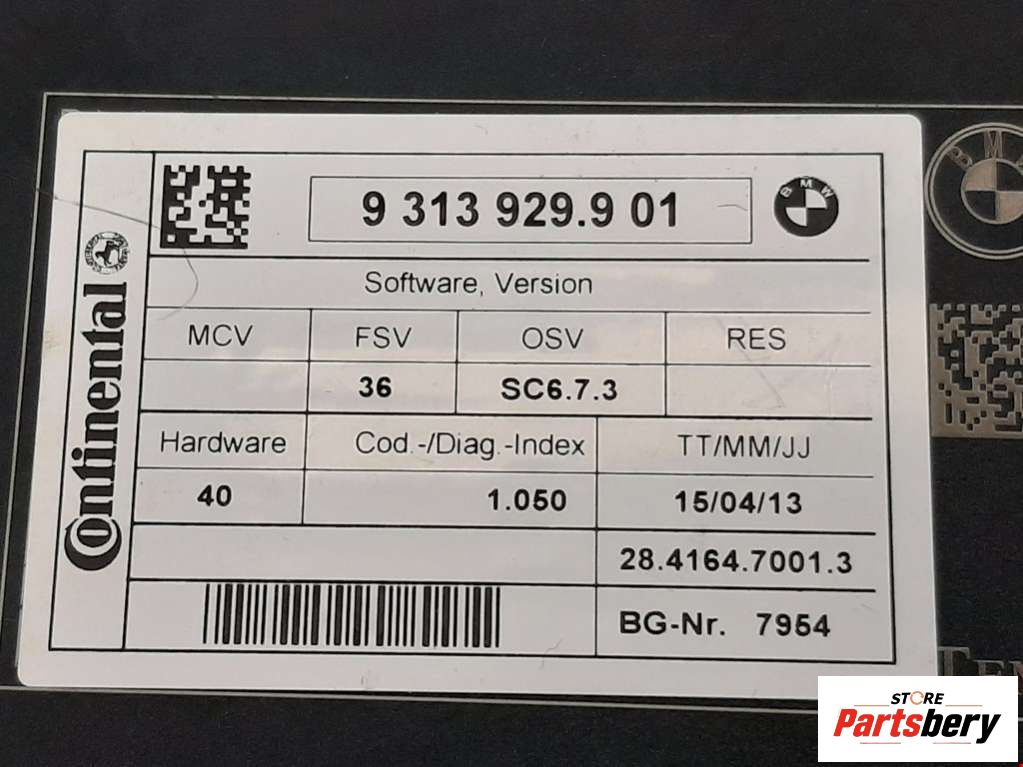 9 313 929.9 01
BMW
BMW
Continental
Software, Version
MCV FSV OSV RES
36 SC6.7.3
Hardware Cod.-/Diag.-Index TT/MM/JJ
40 1.050 15/04/13
28.4164.7001.3
BG-Nr. 7954
STORE
Partsbery